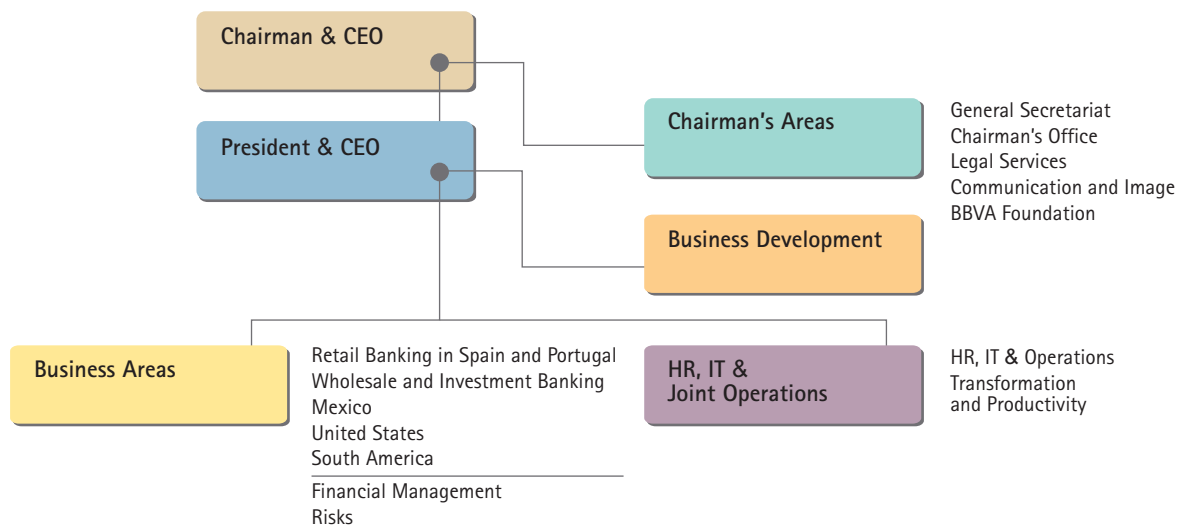 Chairman & CEO
President & CEO
Chairman's Areas
General Secretariat
Chairman's Office
Legal Services
Communication and Image
BBVA Foundation
Business Development
Business Areas
Retail Banking in Spain and Portugal
Wholesale and Investment Banking
Mexico
United States
South America
Financial Management
Risks
HR, IT &
Joint Operations
HR, IT & Operations
Transformation
and Productivity